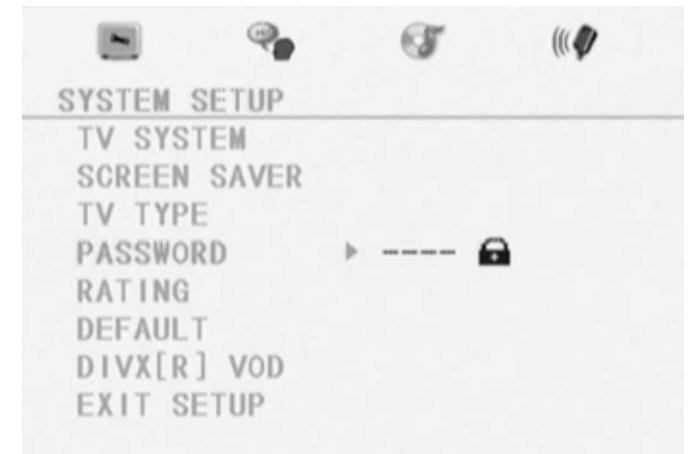 SYSTEM SETUP
TV SYSTEM
SCREEN SAVER
TV TYPE
PASSWORD ----
RATING
DEFAULT
DIVX[R] VOD
EXIT SETUP